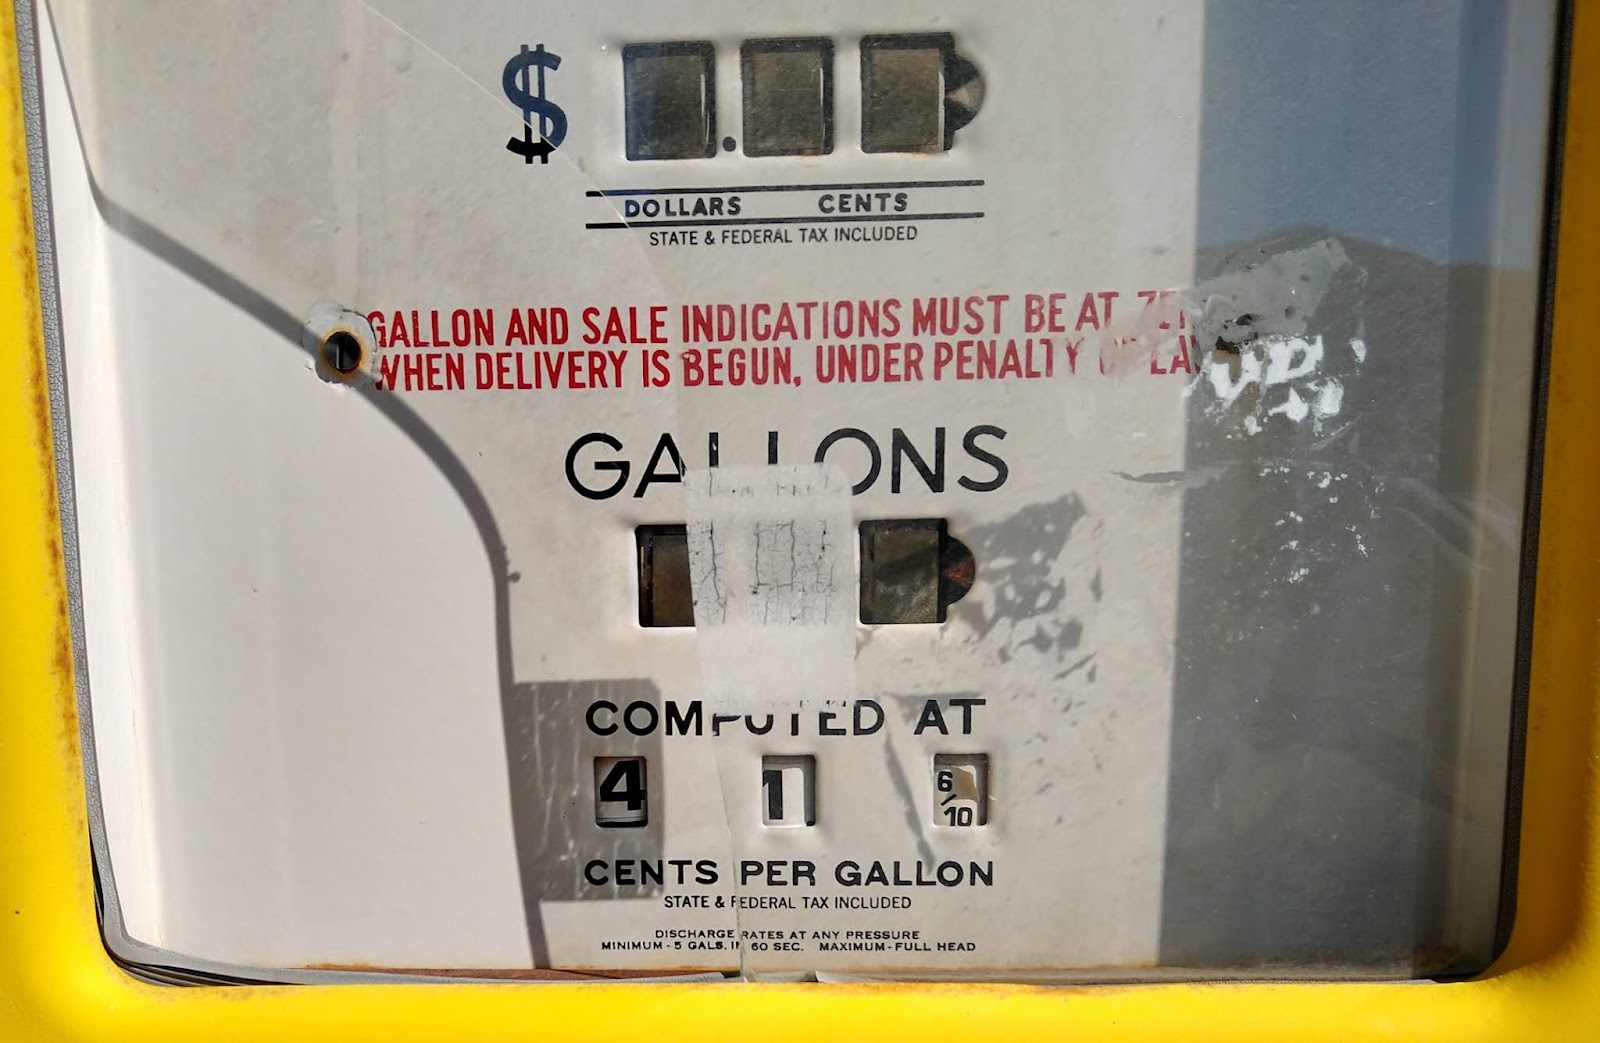 $ .
DOLLARS CENTS
STATE & FEDERAL TAX INCLUDED
GALLON AND SALE INDICATIONS MUST BE AT
WHEN DELIVERY IS BEGUN, UNDER PENALTY
GALLONS
COMPUTED AT
4 1 6/10
CENTS PER GALLON
STATE & FEDERAL TAX INCLUDED
DISCHARGE RATES AT ANY PRESSURE
MINIMUM - 5 GALS. IN 60 SEC. MAXIMUM - FULL HEAD